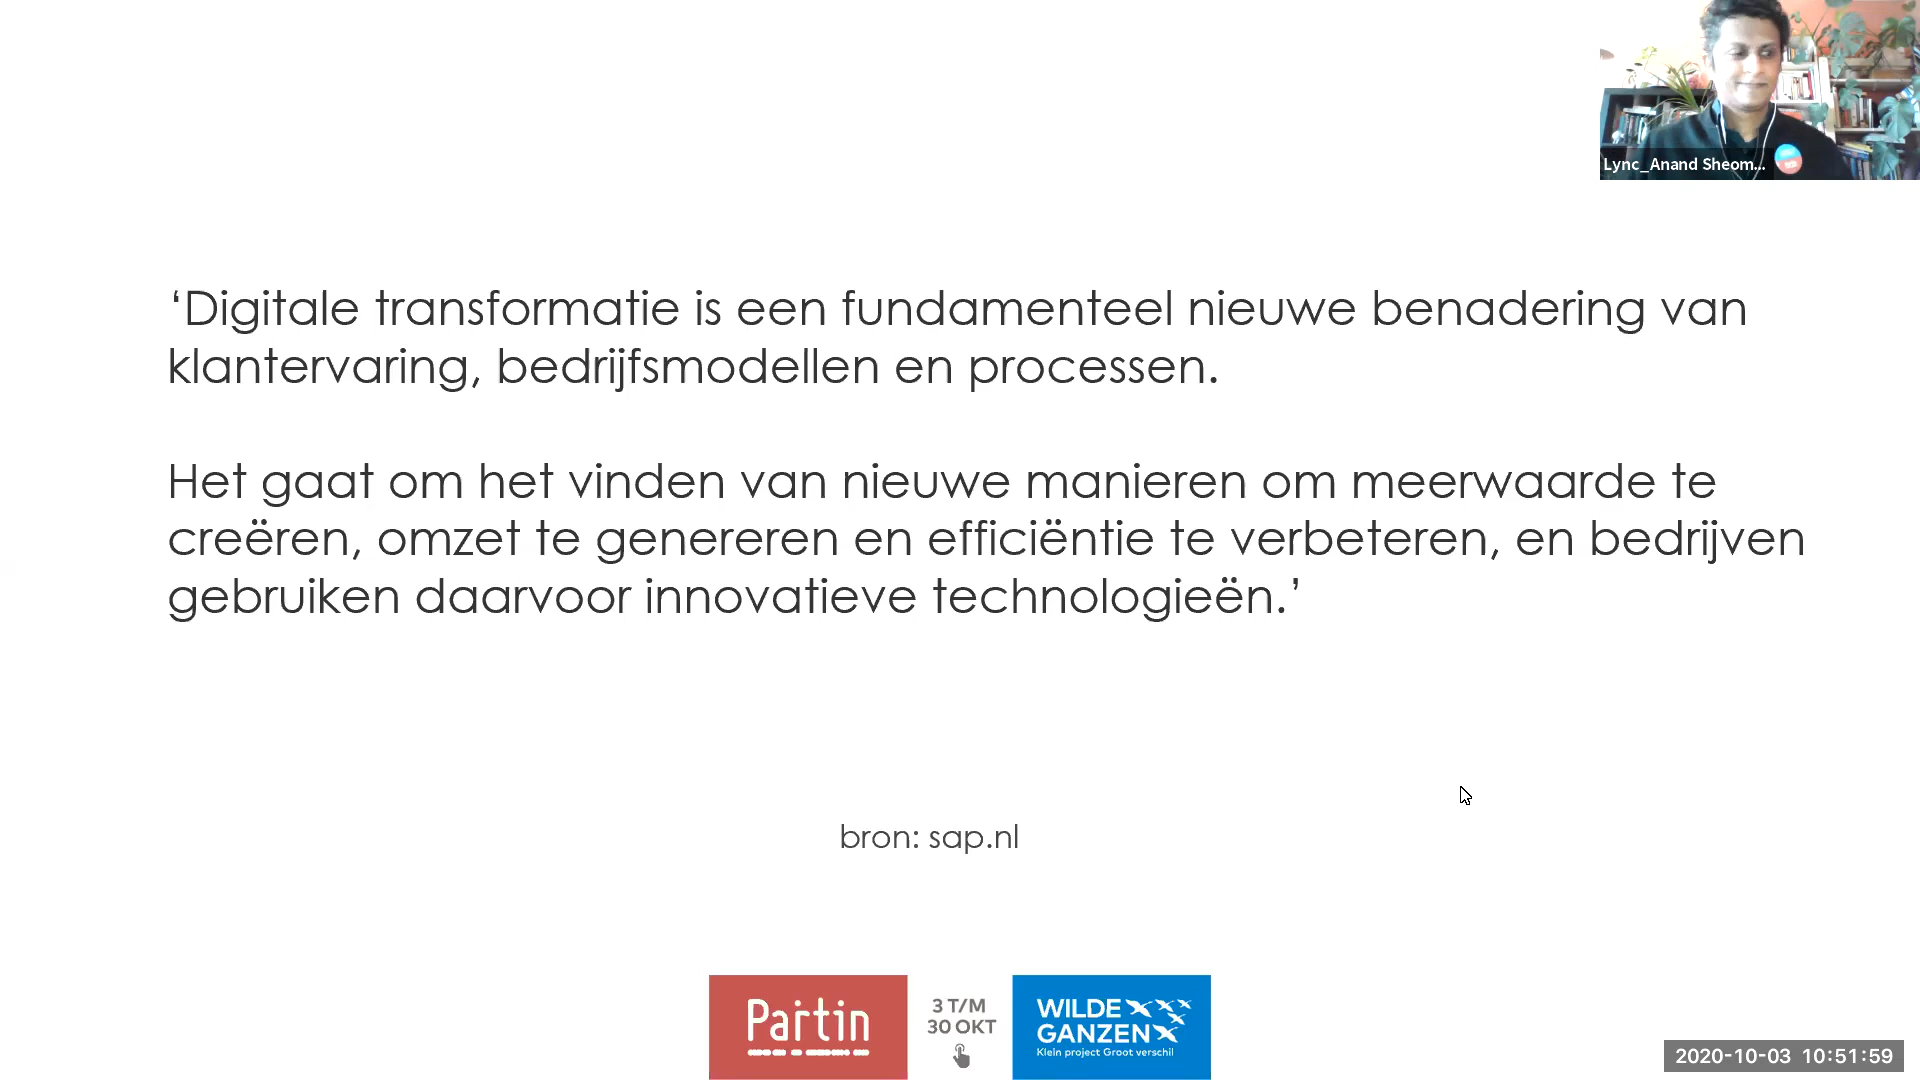 Lync_Anand Sheom...
‘Digitale transformatie is een fundamenteel nieuwe benadering van
klantervaring, bedrijfsmodellen en processen.
Het gaat om het vinden van nieuwe manieren om meerwaarde te
creëren, omzet te genereren en efficiëntie te verbeteren, en bedrijven
gebruiken daarvoor innovatieve technologieën.’
bron: sap.nl
Partin
3 T/M
30 OKT
WILDE
GANZEN
Klein project Groot verschil
2020-10-03 10:51:59